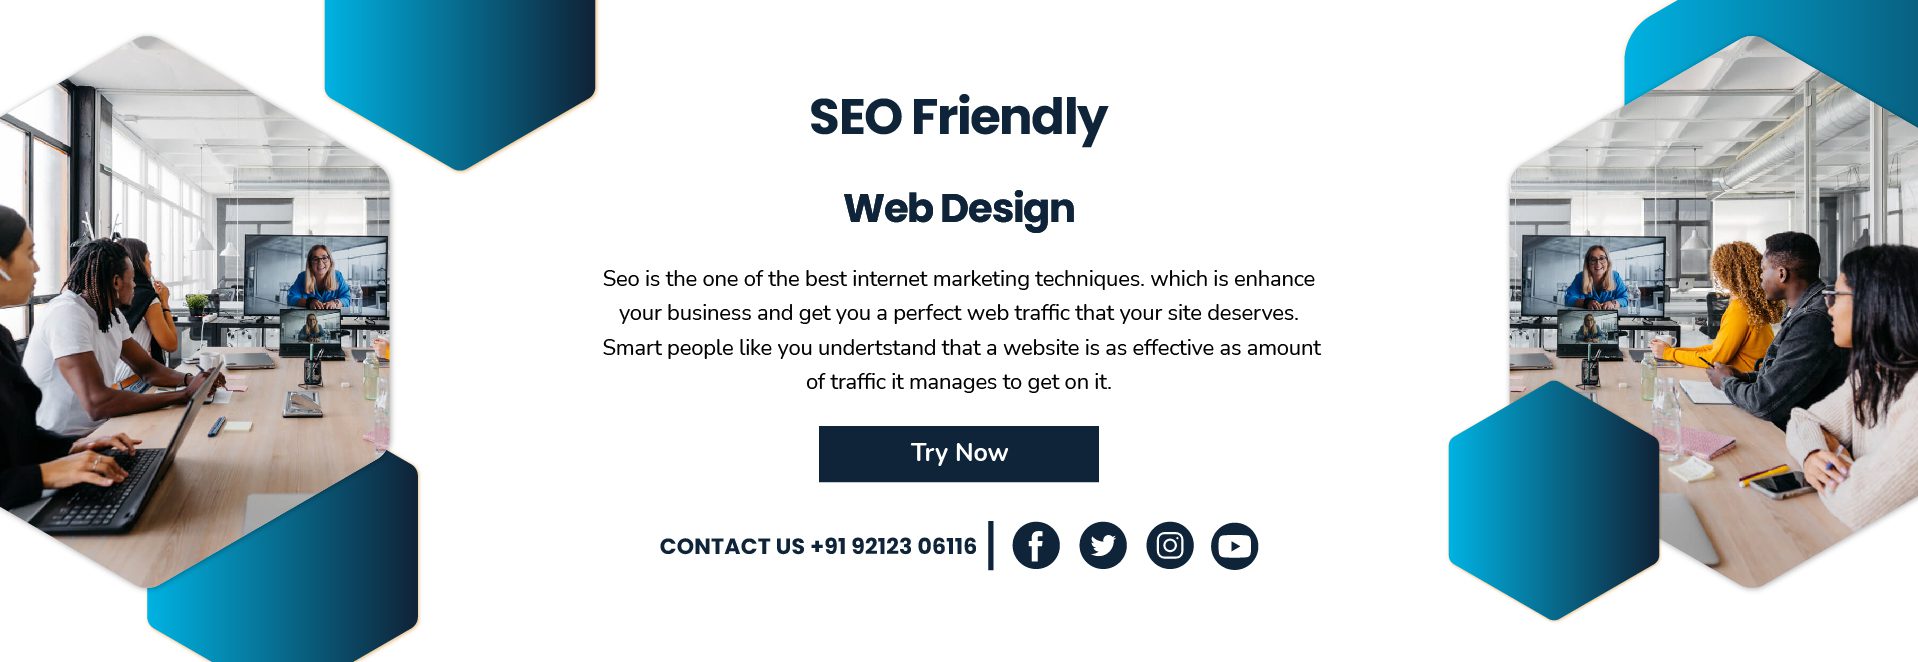 SEO Friendly
Web Design
Seo is the one of the best internet marketing techniques. which is enhance
your business and get you a perfect web traffic that your site deserves.
Smart people like you undertstand that a website is as effective as amount
of traffic it manages to get on it.
Try Now
CONTACT US +91 92123 06116